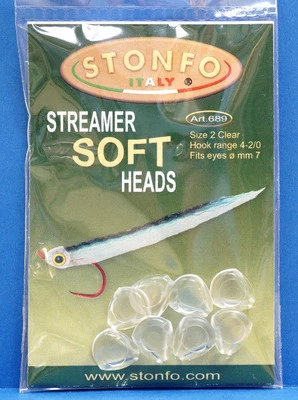 STONFO
ITALY ®
STREAMER
SOFT
HEADS
Art.689
Size 2 Clear
Hook range 4-2/0
Fits eyes ø mm 7
www.stonfo.com